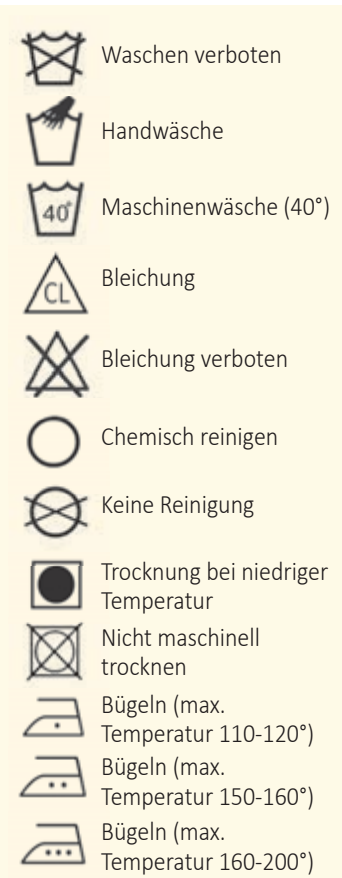 Waschen verboten
Handwäsche
40°
Maschinenwäsche (40°)
CL
Bleichung
Bleichung verboten
Chemisch reinigen
Keine Reinigung
Trocknung bei niedriger
Temperatur
Nicht maschinell
trocknen
Bügeln (max.
Temperatur 110-120°)
Bügeln (max.
Temperatur 150-160°)
Bügeln (max.
Temperatur 160-200°)